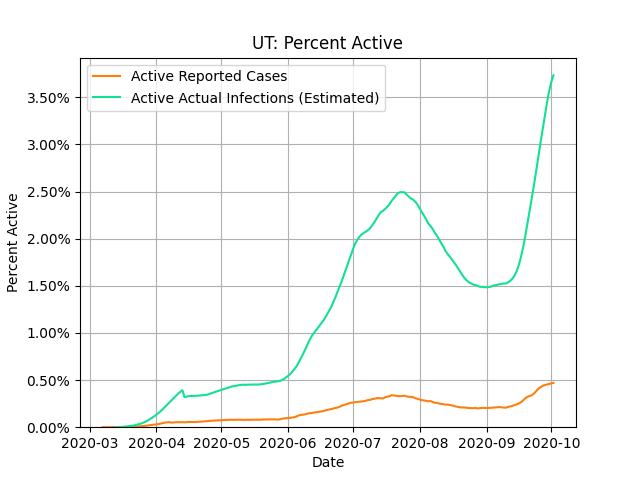 UT: Percent Active
Active Reported Cases
Active Actual Infections (Estimated)
Percent Active
3.50%
3.00%
2.50%
2.00%
1.50%
1.00%
0.50%
0.00%
2020-03 2020-04 2020-05 2020-06 2020-07 2020-08 2020-09 2020-10
Date